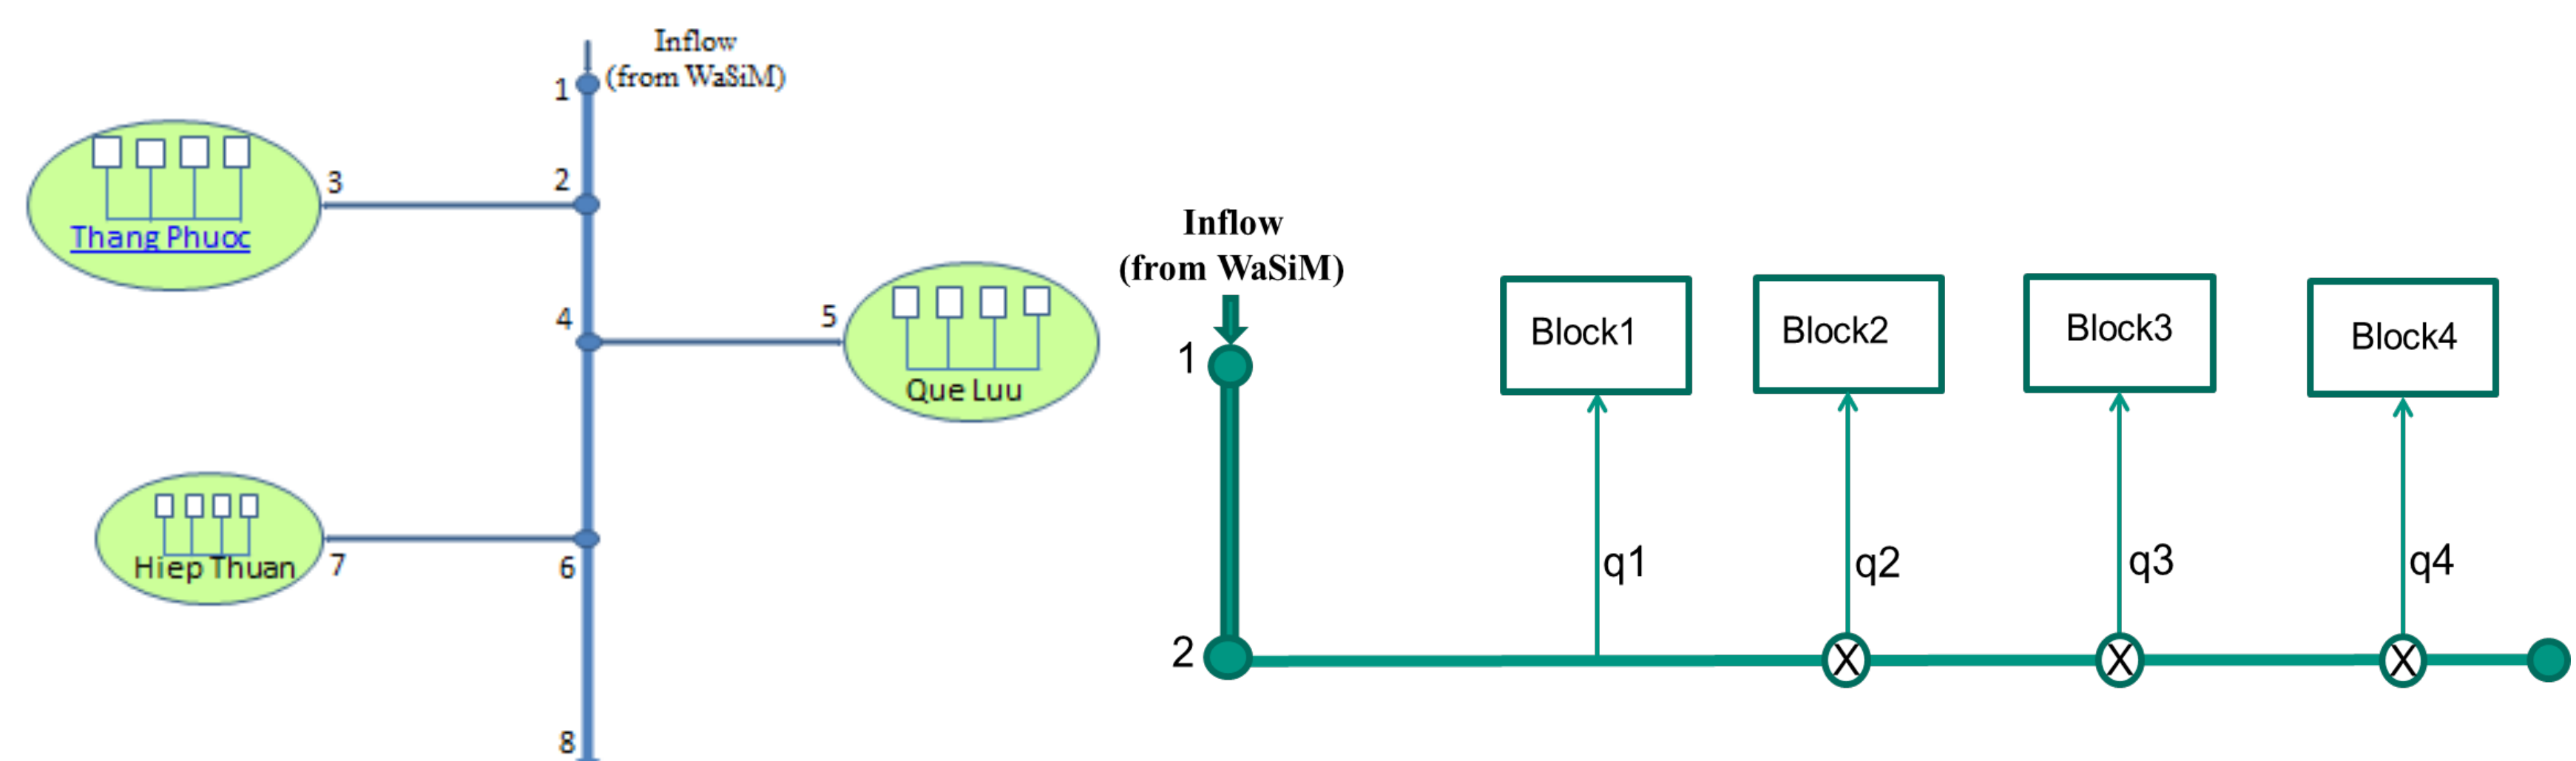 Inflow
(from WaSiM)
1
2
3
Thang Phuoc
4
5
Que Luu
Hiep Thuan
7
6
8
Inflow
(from WaSiM)
1
2
Block1
Block2
Block3
Block4
q1
q2
q3
q4
X
X
X